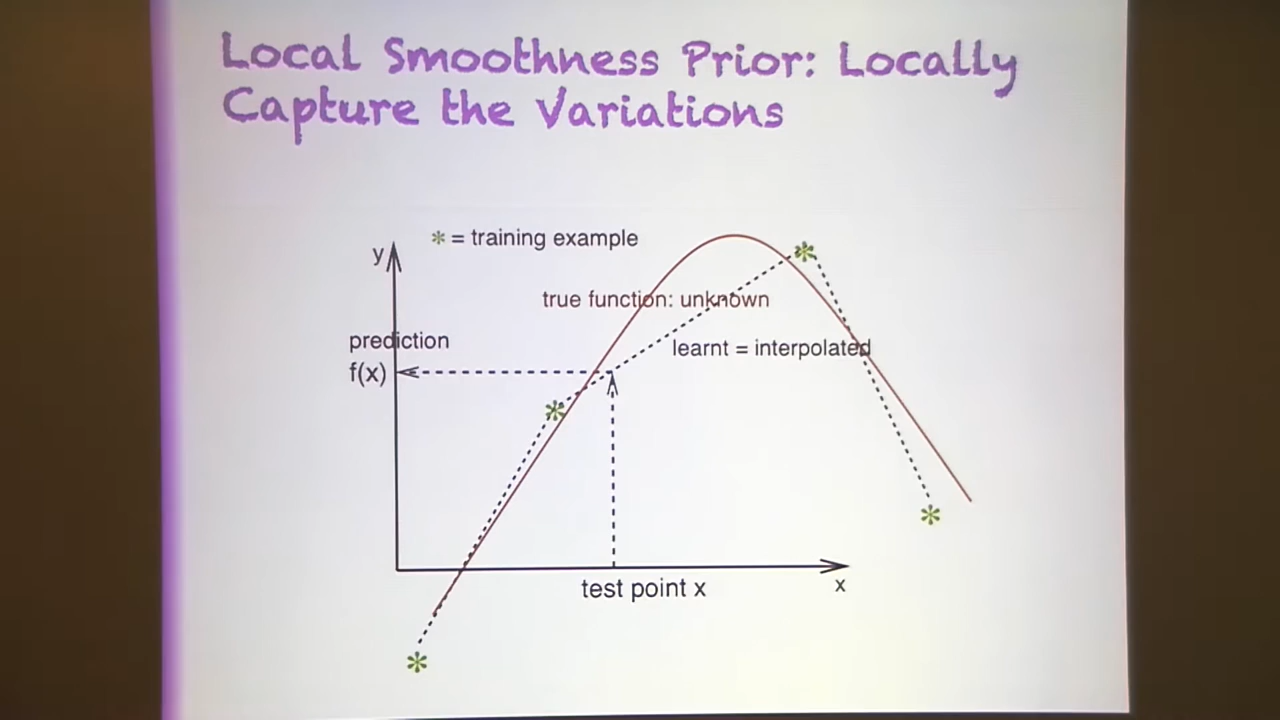 Local Smoothness Prior: Locally
Capture the Variations
* = training example
y
true function: unknown
prediction
learnt = interpolated
f(x)
test point x
x